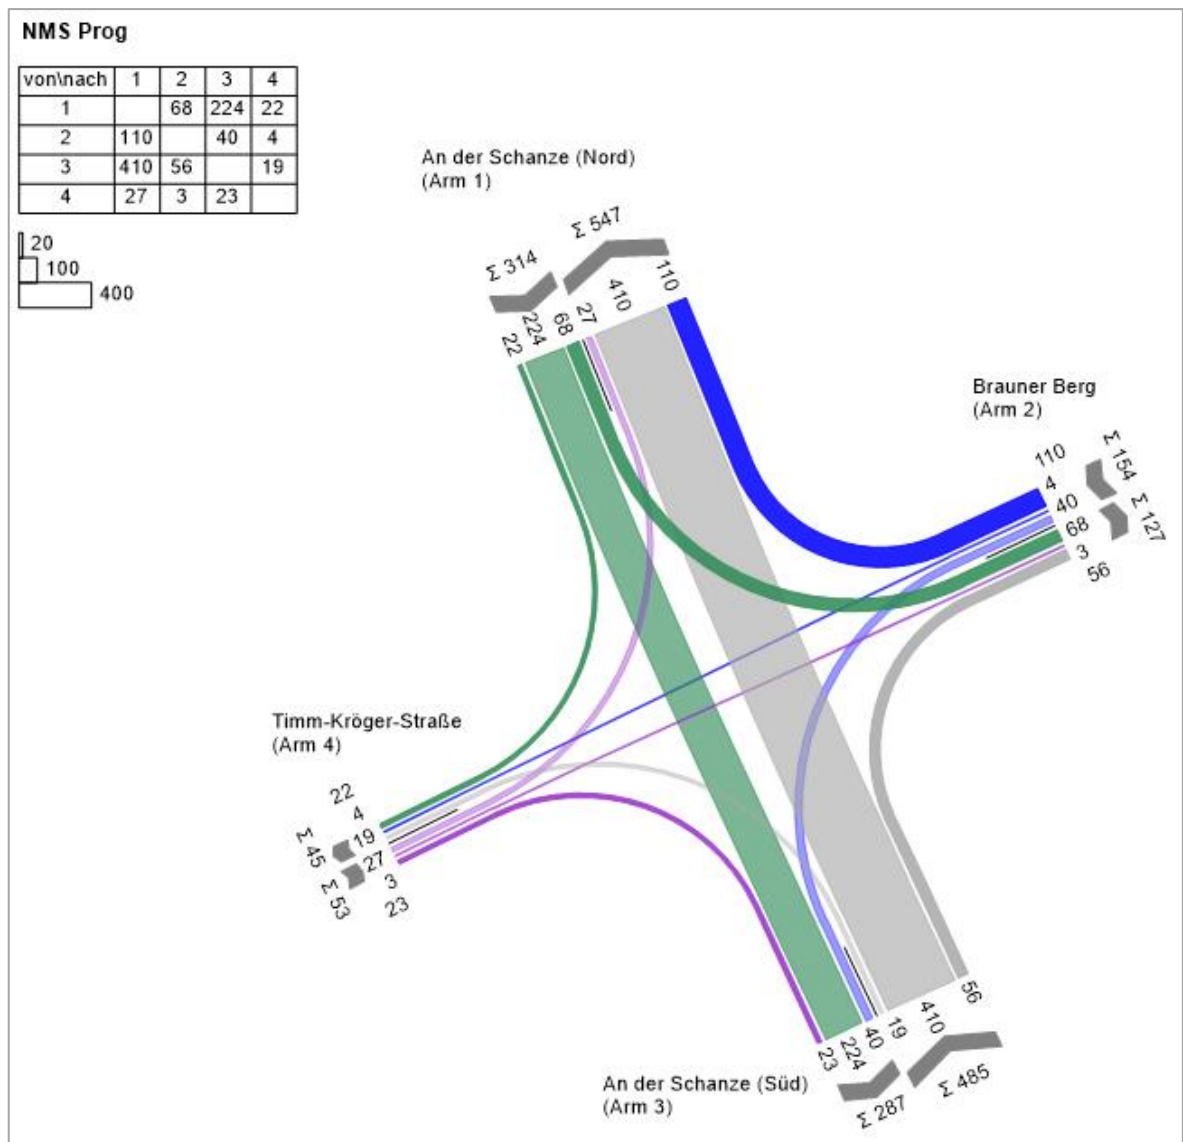 NMS Prog
von\nach 1 2 3 4
1 68 224 22
2 110 40 4
3 410 56 19
4 27 3 23
20
100
400
An der Schanze (Nord)
(Arm 1)
Σ 547
Σ 314
22
224
68
27
410
110
Brauner Berg
(Arm 2)
110
4
40
68
3
56
Σ 154
Σ 127
Timm-Kröger-Straße
(Arm 4)
22
4
19
27
3
23
Σ 45
Σ 53
23
224
40
19
410
56
An der Schanze (Süd)
(Arm 3)
Σ 287
Σ 485